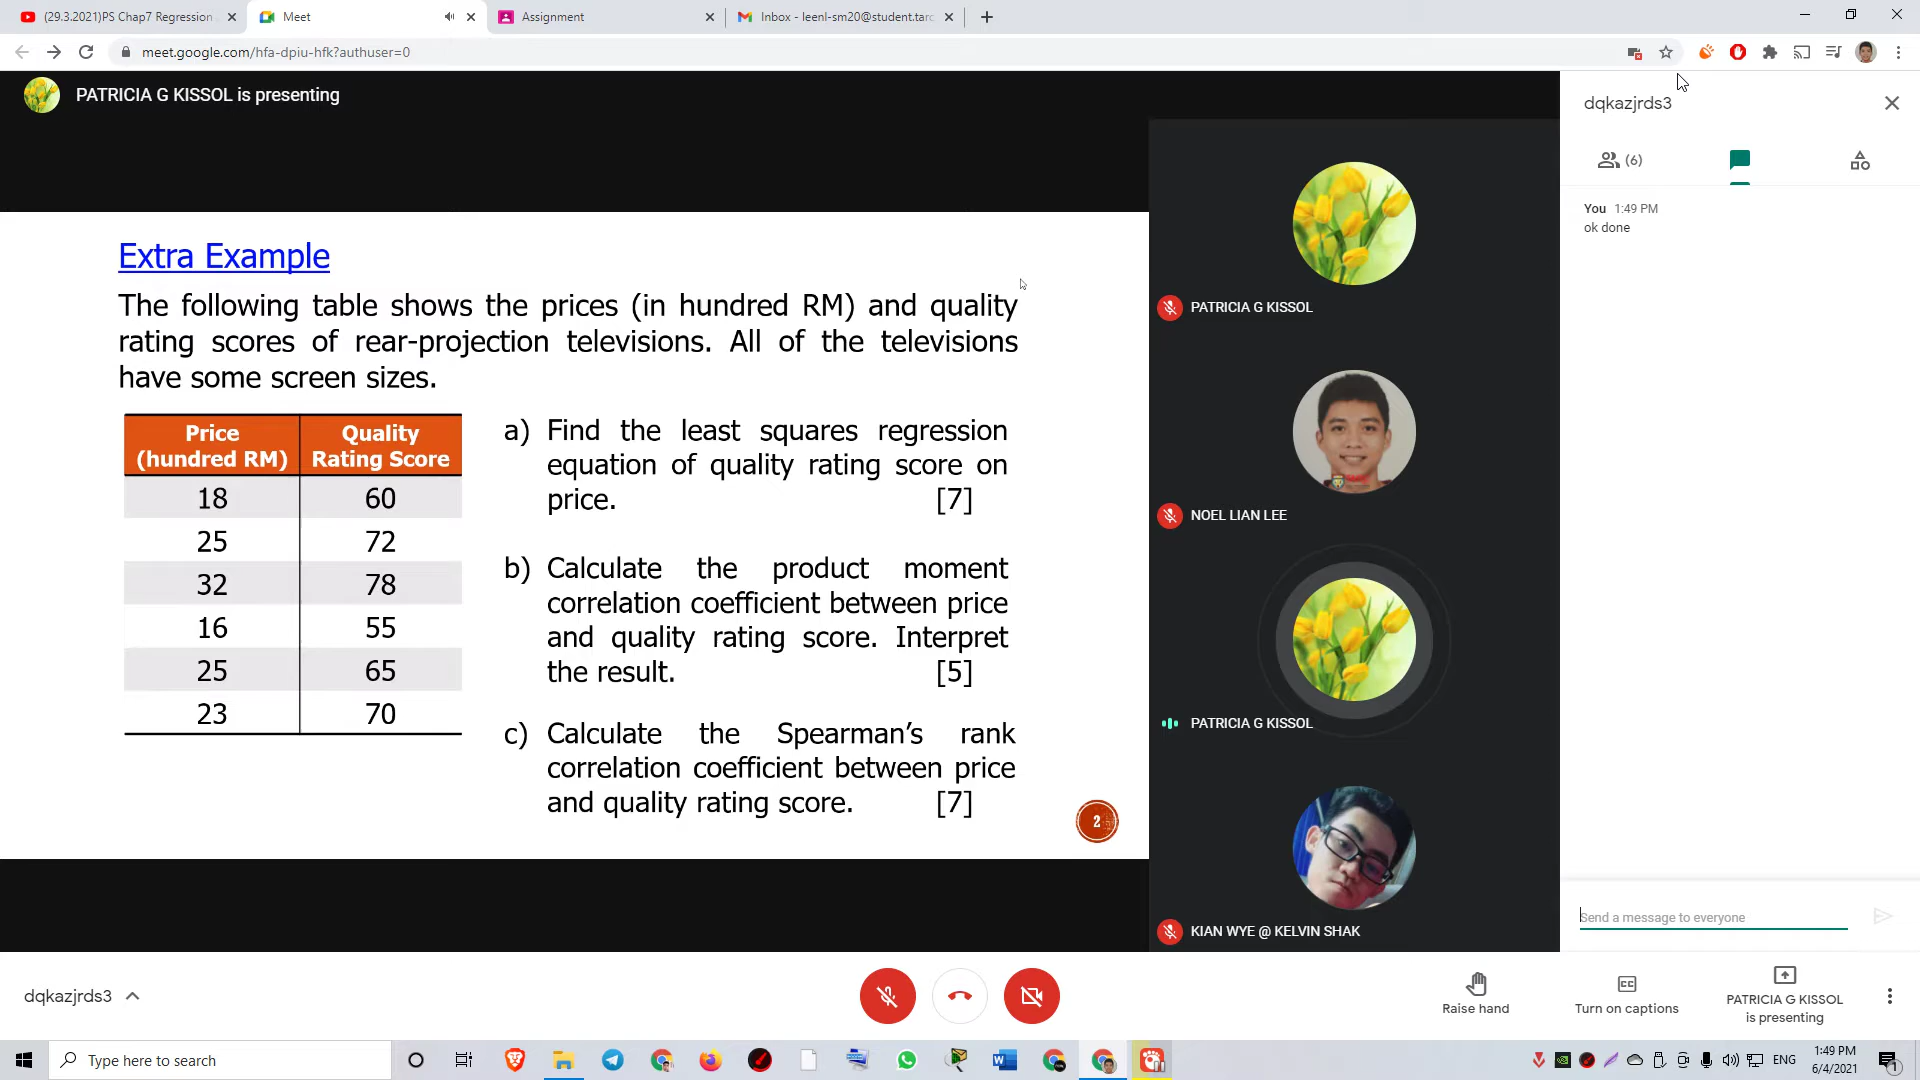 (29.3.2021)PS Chap7 Regression
Meet
Assignment
Inbox - leenl-sm20@student.tarc
meet.google.com/hfa-dpiu-hfk?authuser=0
PATRICIA G KISSOL is presenting
dqkazjrds3
(6)
You 1:49 PM
ok done
Extra Example
The following table shows the prices (in hundred RM) and quality
rating scores of rear-projection televisions. All of the televisions
have some screen sizes.
Price
(hundred RM)
Quality
Rating Score
18 60
25 72
32 78
16 55
25 65
23 70
a) Find the least squares regression
equation of quality rating score on
price. [7]
b) Calculate the product moment
correlation coefficient between price
and quality rating score. Interpret
the result. [5]
c) Calculate the Spearman’s rank
correlation coefficient between price
and quality rating score. [7]
2
PATRICIA G KISSOL
NOEL LIAN LEE
PATRICIA G KISSOL
KIAN WYE @ KELVIN SHAK
Send a message to everyone
dqkazjrds3
Raise hand
Turn on captions
PATRICIA G KISSOL
is presenting
Type here to search
ENG
1:49 PM
6/4/2021
1